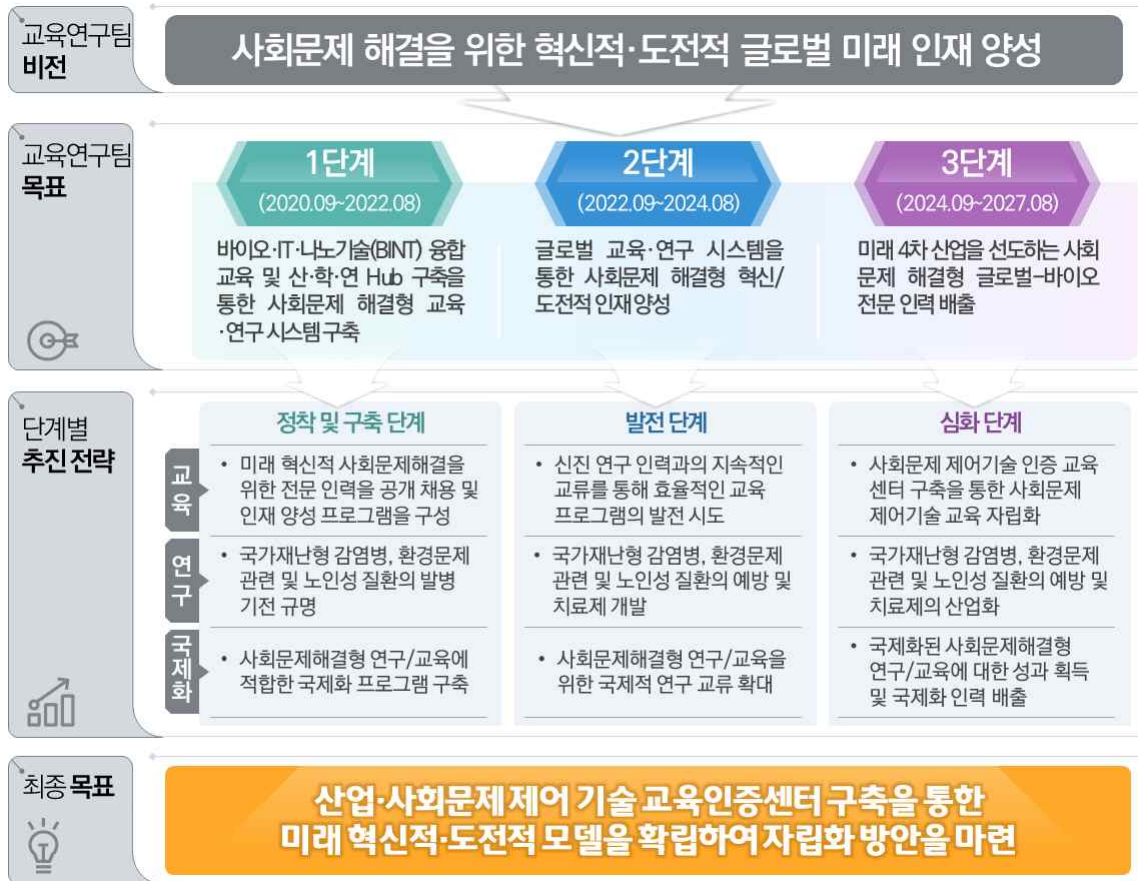 교육연구팀
비전
사회문제 해결을 위한 혁신적·도전적 글로벌 미래 인재 양성
교육연구팀
목표
1단계
(2020.09~2022.08)
바이오·IT·나노기술(BINT) 융합
교육 및 산·학·연 Hub 구축을
통한 사회문제 해결형 교육
·연구 시스템 구축
2단계
(2022.09~2024.08)
글로벌 교육·연구 시스템을
통한 사회문제 해결형 혁신/
도전적 인재 양성
3단계
(2024.09~2027.08)
미래 4차 산업을 선도하는 사회
문제 해결형 글로벌-바이오
전문 인력 배출
단계별
추진 전략
정착 및 구축 단계
발전 단계
심화 단계
교육
• 미래 혁신적 사회문제해결을
위한 전문 인력을 공개 채용 및
인재 양성 프로그램을 구성
• 신진 연구 인력과의 지속적인
교류를 통해 효율적인 교육
프로그램의 발전 시도
• 사회문제 제어기술 인증 교육
센터 구축을 통한 사회문제
제어기술 교육 자립화
연구
• 국가재난형 감염병, 환경문제
관련 및 노인성 질환의 발병
기전 규명
• 국가재난형 감염병, 환경문제
관련 및 노인성 질환의 예방 및
치료제 개발
• 국가재난형 감염병, 환경문제
관련 및 노인성 질환의 예방 및
치료제의 산업화
국제화
• 사회문제해결형 연구/교육에
적합한 국제화 프로그램 구축
• 사회문제해결형 연구/교육을
위한 국제적 연구 교류 확대
• 국제화된 사회문제해결형
연구/교육에 대한 성과 획득
및 국제화 인력 배출
최종 목표
산업·사회문제 제어 기술 교육인증센터 구축을 통한
미래 혁신적·도전적 모델을 확립하여 자립화 방안을 마련